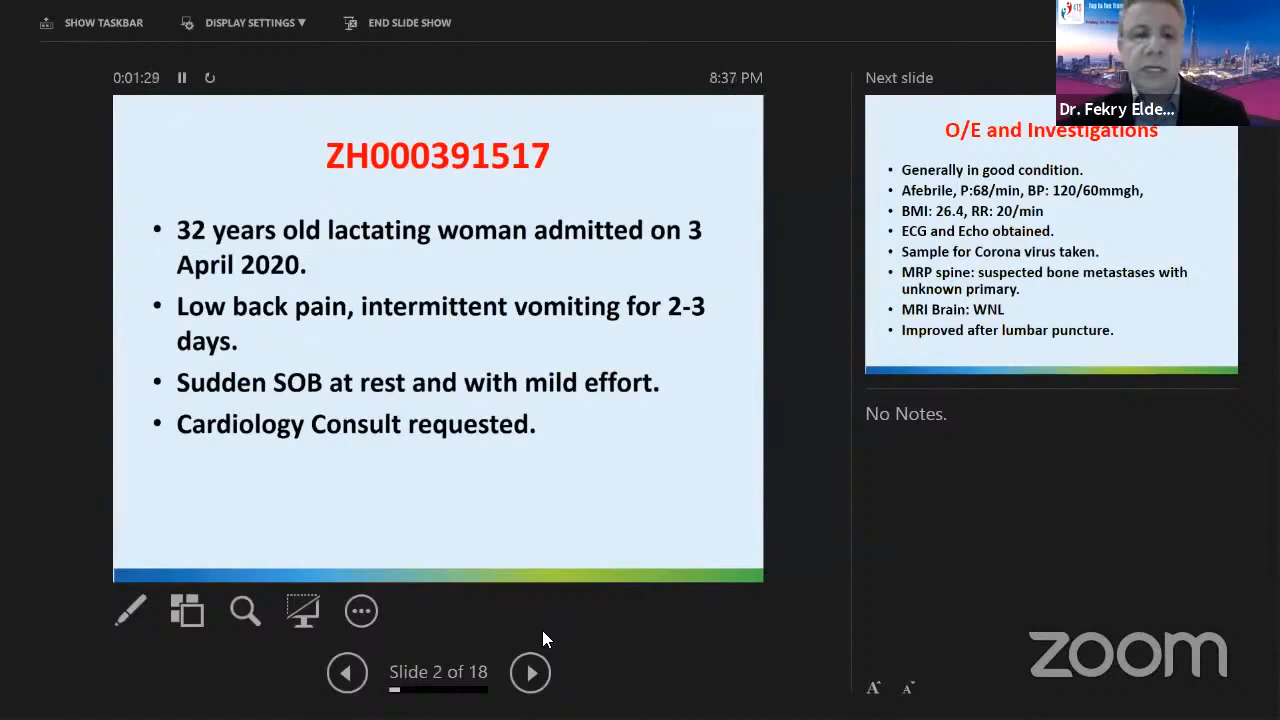 SHOW TASKBAR
DISPLAY SETTINGS ▼
END SLIDE SHOW
0:01:29
8:37 PM
ZH000391517
• 32 years old lactating woman admitted on 3
April 2020.
• Low back pain, intermittent vomiting for 2-3
days.
• Sudden SOB at rest and with mild effort.
• Cardiology Consult requested.
Slide 2 of 18
Next slide
Dr. Fekry Elde...
O/E and Investigations
• Generally in good condition.
• Afebrile, P:68/min, BP: 120/60mmgh,
• BMI: 26.4, RR: 20/min
• ECG and Echo obtained.
• Sample for Corona virus taken.
• MRP spine: suspected bone metastases with
unknown primary.
• MRI Brain: WNL
• Improved after lumbar puncture.
No Notes.
A A
zoom